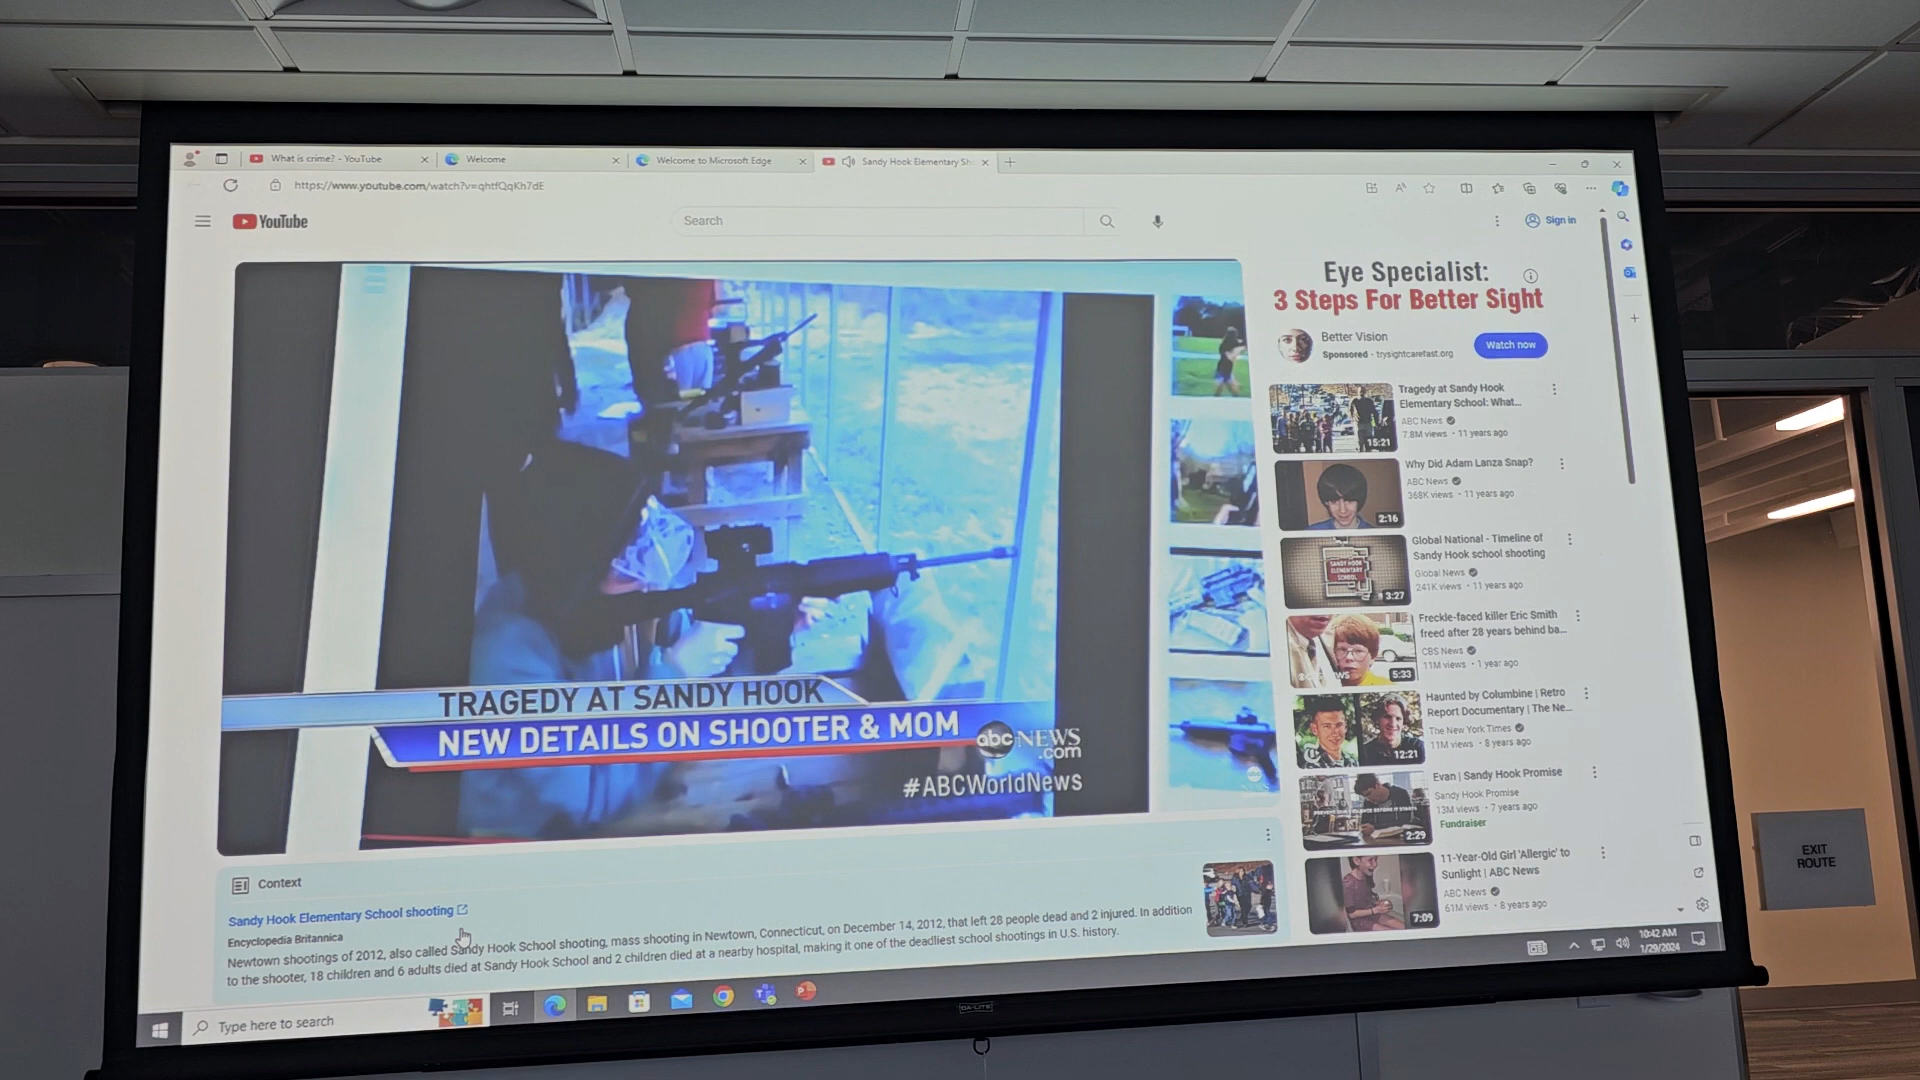 What is crime? - YouTube
Welcome
Welcome to Microsoft Edge
Sandy Hook Elementary Sh
https://www.youtube.com/watch?v=qhtfQqKh7dE
YouTube
Search
Sign in
TRAGEDY AT SANDY HOOK
NEW DETAILS ON SHOOTER & MOM
abc NEWS
.com
#ABCWorldNews
Context
Sandy Hook Elementary School shooting
Encyclopedia Britannica
Newtown shootings of 2012, also called Sandy Hook School shooting, mass shooting in Newtown, Connecticut, on December 14, 2012, that left 28 people dead and 2 injured. In addition
to the shooter, 18 children and 6 adults died at Sandy Hook School and 2 children died at a nearby hospital, making it one of the deadliest school shootings in U.S. history.
Eye Specialist:
3 Steps For Better Sight
Better Vision
Sponsored · trysightcarefast.org
Watch now
Tragedy at Sandy Hook
Elementary School: What...
ABC News
7.8M views · 11 years ago
15:21
Why Did Adam Lanza Snap?
ABC News
368K views · 11 years ago
2:16
Global National - Timeline of
Sandy Hook school shooting
Global News
241K views · 11 years ago
SANDY HOOK
ELEMENTARY
SCHOOL
3:27
Freckle-faced killer Eric Smith
freed after 28 years behind ba...
CBS News
11M views · 1 year ago
5:33
Haunted by Columbine | Retro
Report Documentary | The Ne...
The New York Times
11M views · 8 years ago
12:21
Evan | Sandy Hook Promise
Sandy Hook Promise
13M views · 7 years ago
Fundraiser
2:29
11-Year-Old Girl 'Allergic' to
Sunlight | ABC News
ABC News
61M views · 8 years ago
7:09
Type here to search
10:42 AM
1/29/2024
DA-LITE
EXIT
ROUTE